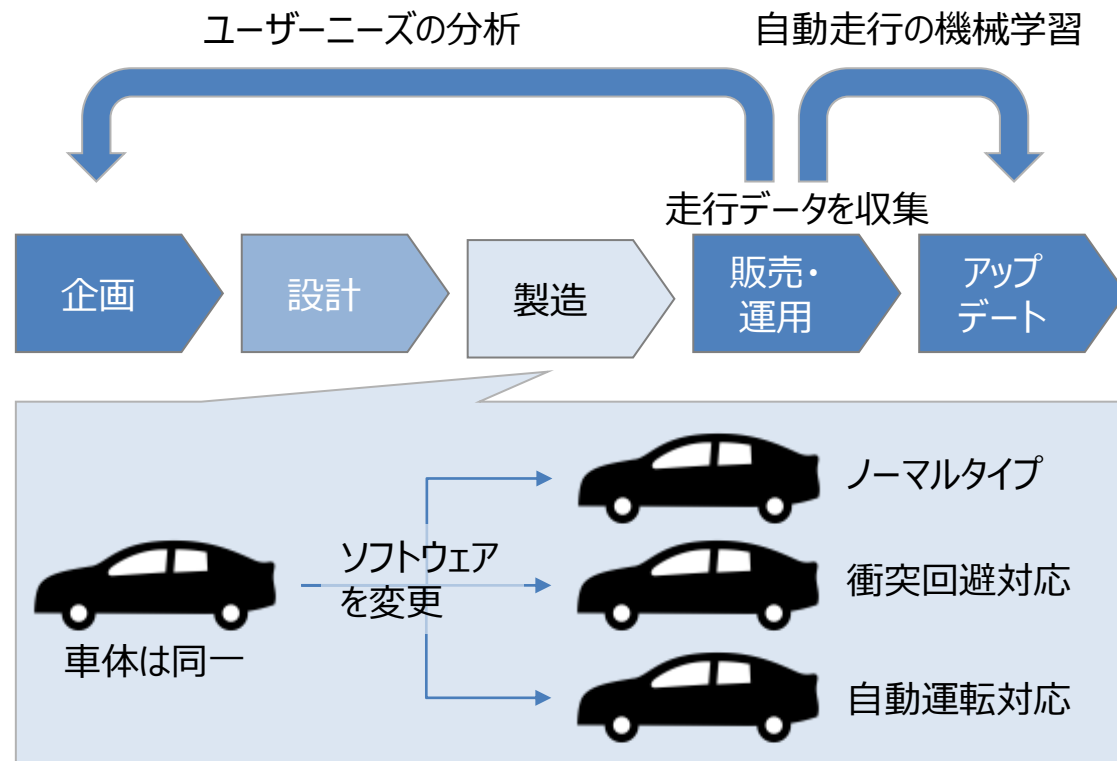 ユーザーニーズの分析
自動走行の機械学習
走行データを収集
企画
設計
製造
販売・
運用
アップ
デート
ノーマルタイプ
ソフトウェア
を変更
衝突回避対応
車体は同一
自動運転対応